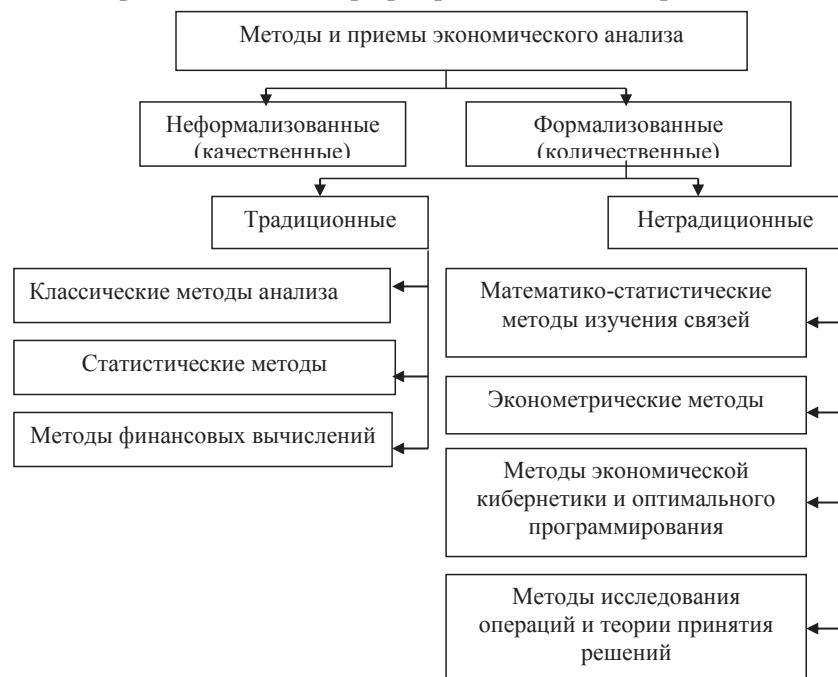 Методы и приемы экономического анализа
Неформализованные
(качественные)
Формализованные
(количественные)
Традиционные
Нетрадиционные
Классические методы анализа
Статистические методы
Методы финансовых вычислений
Математико-статистические
методы изучения связей
Эконометрические методы
Методы экономической
кибернетики и оптимального
программирования
Методы исследования
операций и теории принятия
решений